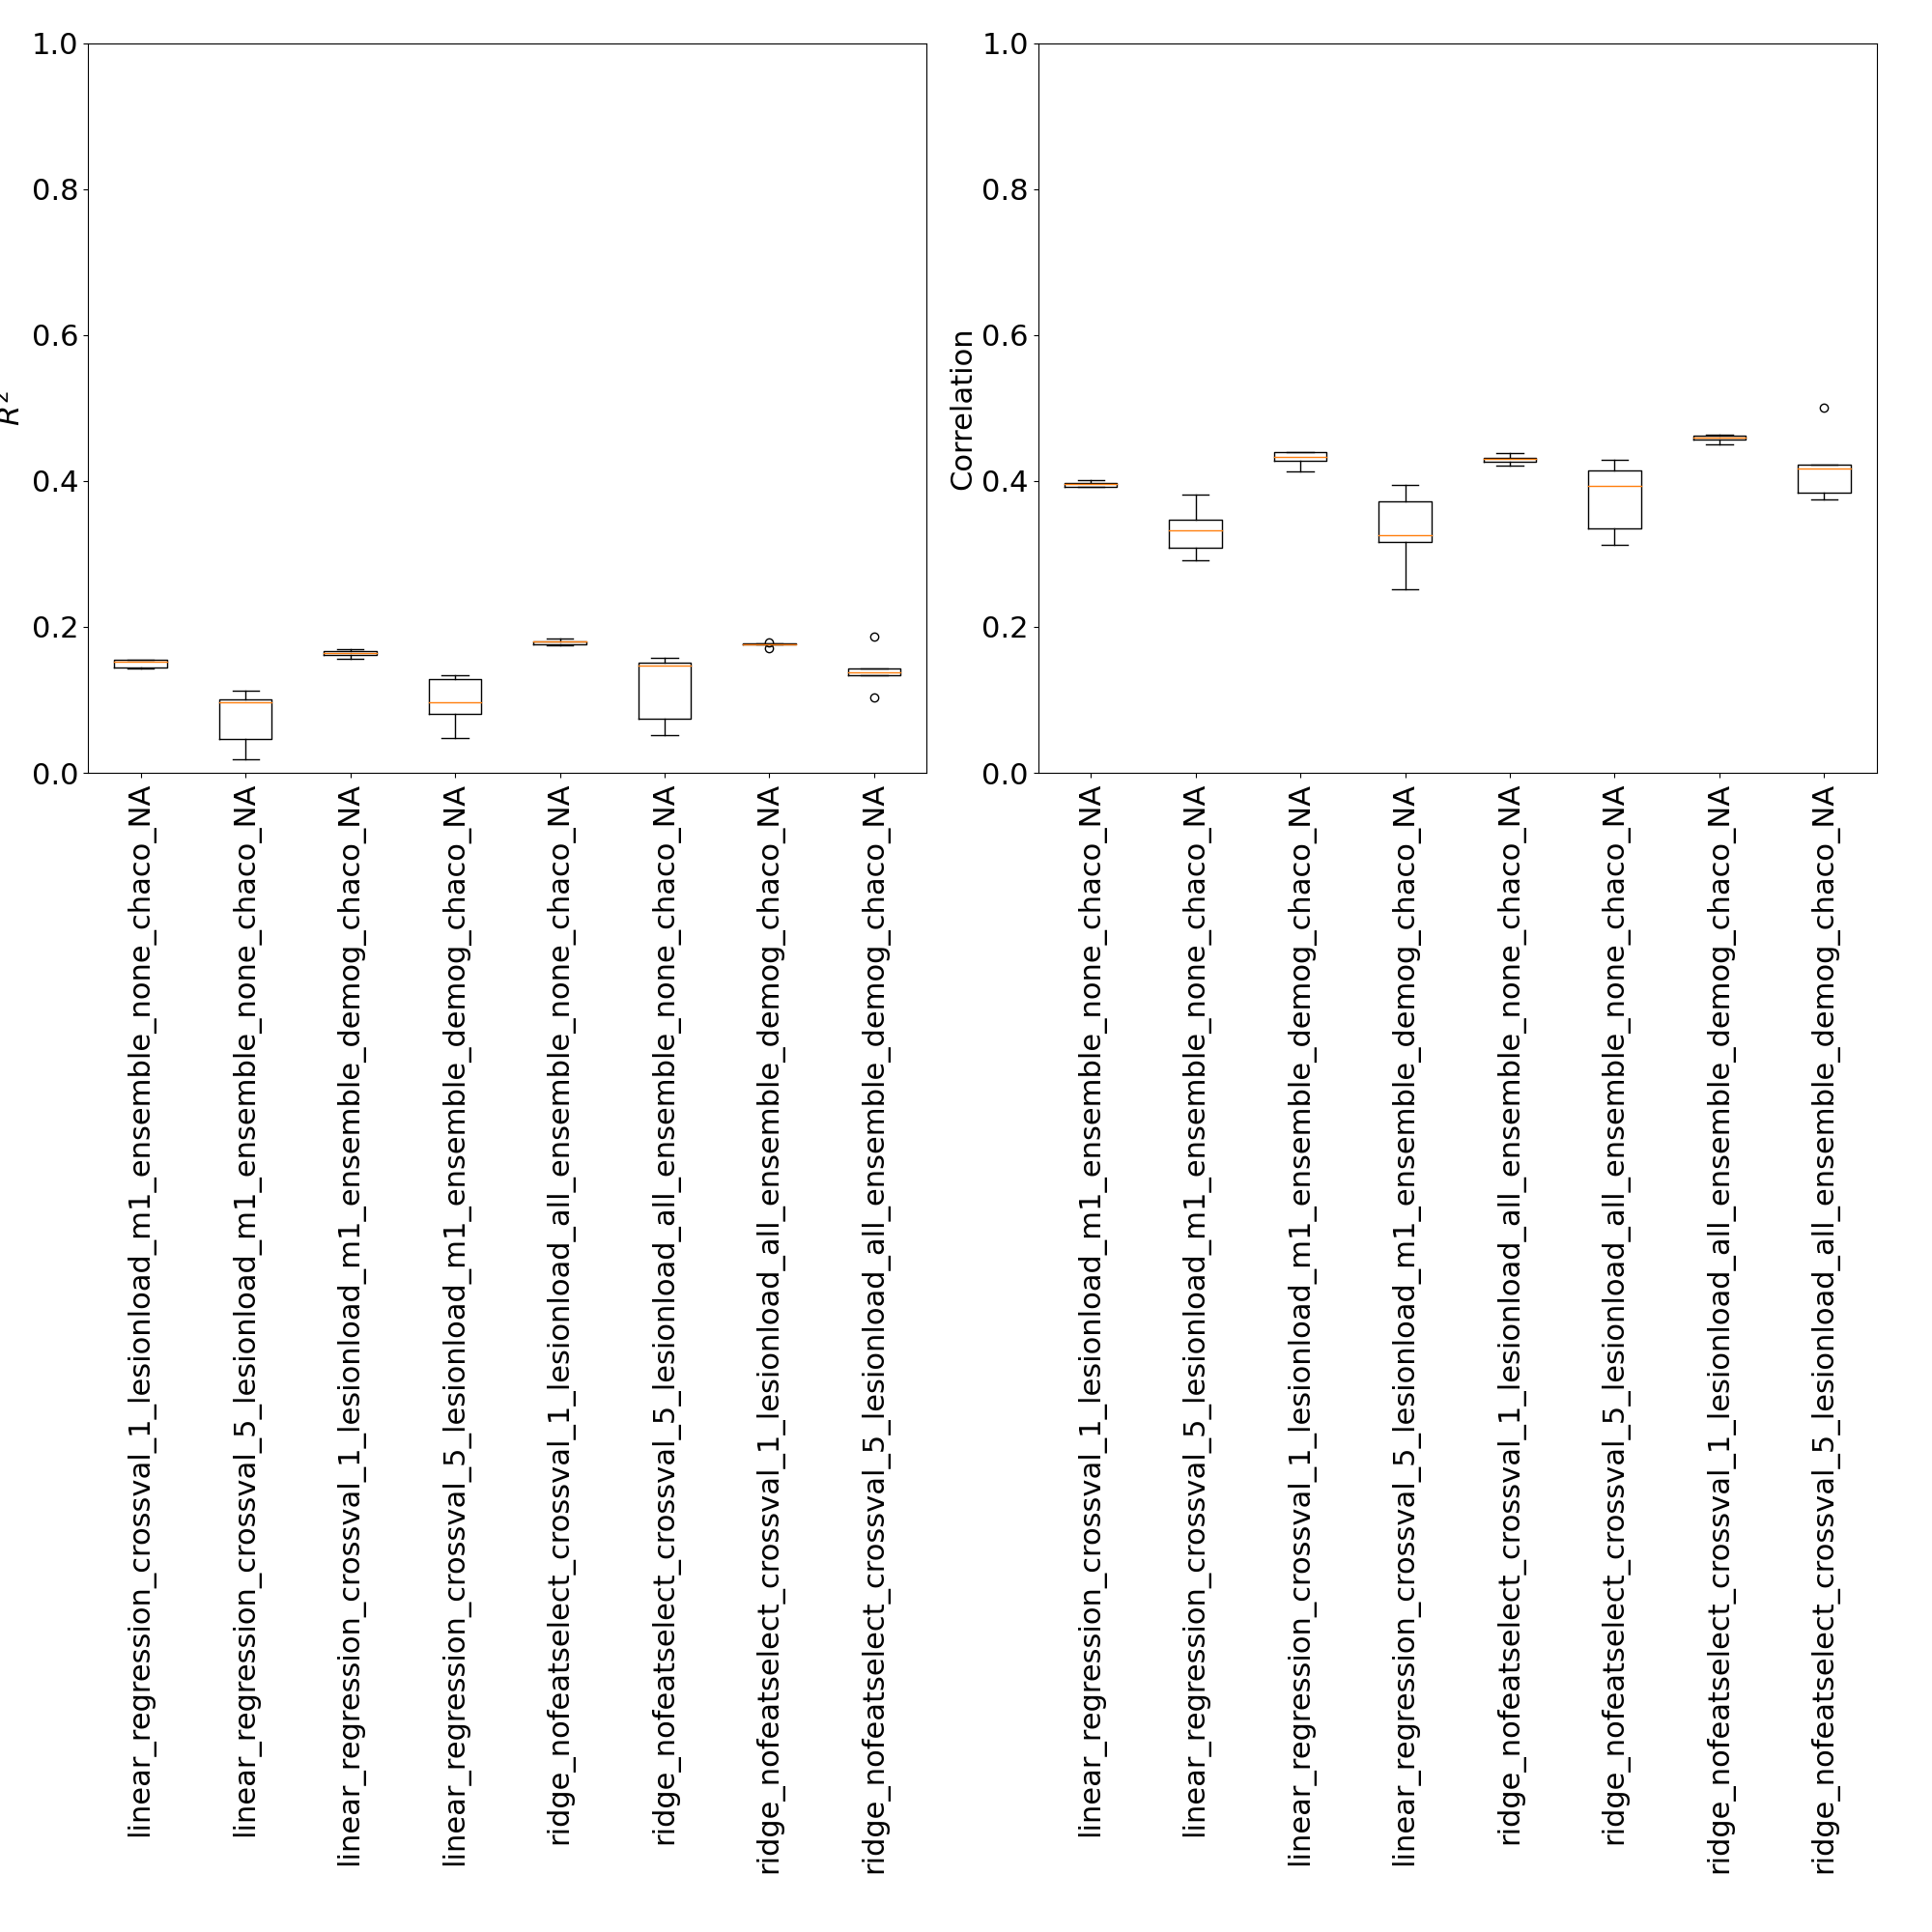 1.0
0.8
0.6
0.4
0.2
0.0
R²
linear_regression_crossval_1_lesionload_m1_ensemble_none_chaco_NA
linear_regression_crossval_5_lesionload_m1_ensemble_none_chaco_NA
linear_regression_crossval_1_lesionload_m1_ensemble_demog_chaco_NA
linear_regression_crossval_5_lesionload_m1_ensemble_demog_chaco_NA
ridge_nofeatselect_crossval_1_lesionload_all_ensemble_none_chaco_NA
ridge_nofeatselect_crossval_5_lesionload_all_ensemble_none_chaco_NA
ridge_nofeatselect_crossval_1_lesionload_all_ensemble_demog_chaco_NA
ridge_nofeatselect_crossval_5_lesionload_all_ensemble_demog_chaco_NA
1.0
0.8
0.6
0.4
0.2
0.0
Correlation
linear_regression_crossval_1_lesionload_m1_ensemble_none_chaco_NA
linear_regression_crossval_5_lesionload_m1_ensemble_none_chaco_NA
linear_regression_crossval_1_lesionload_m1_ensemble_demog_chaco_NA
linear_regression_crossval_5_lesionload_m1_ensemble_demog_chaco_NA
ridge_nofeatselect_crossval_1_lesionload_all_ensemble_none_chaco_NA
ridge_nofeatselect_crossval_5_lesionload_all_ensemble_none_chaco_NA
ridge_nofeatselect_crossval_1_lesionload_all_ensemble_demog_chaco_NA
ridge_nofeatselect_crossval_5_lesionload_all_ensemble_demog_chaco_NA